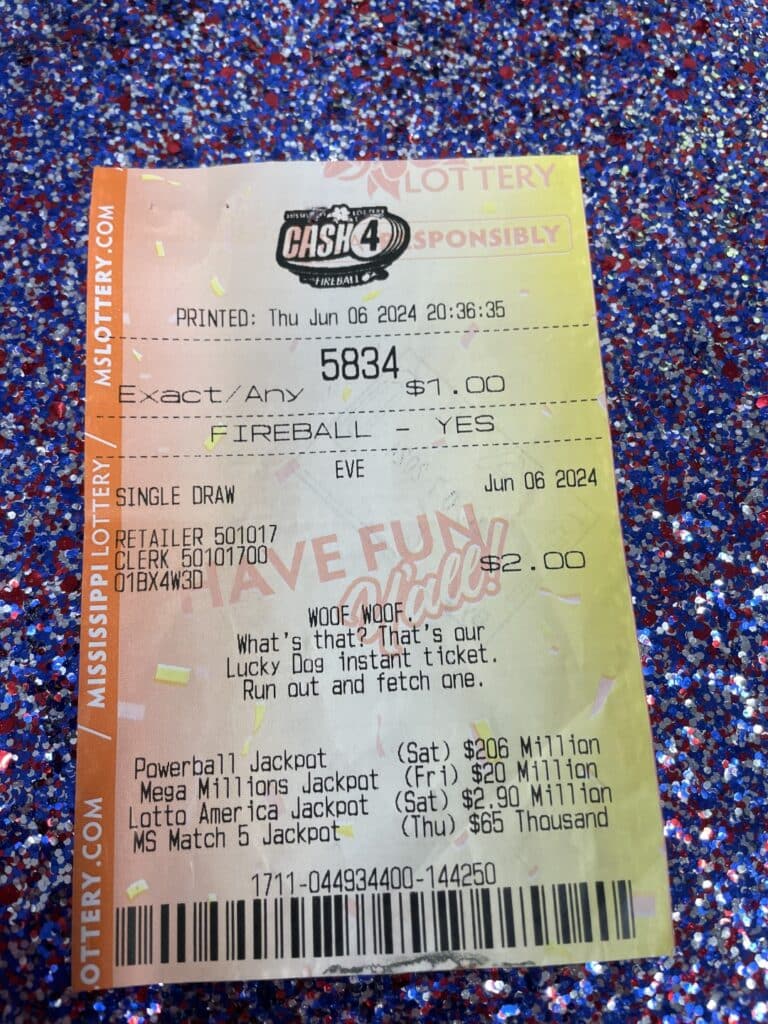 LOTTERY
MISSISSIPPI LOTTERY
CASH 4
FIREBALL
SPONSIBLY
PRINTED: Thu Jun 06 2024 20:36:35
5834
Exact/Any $1.00
FIREBALL - YES
EVE
SINGLE DRAW Jun 06 2024
RETAILER 501017
CLERK 50101700 $2.00
01BX4W3D
HAVE FUN
Y'all!
WOOF WOOF.
What's that? That's our
Lucky Dog instant ticket.
Run out and fetch one.
Powerball Jackpot (Sat) $206 Million
Mega Millions Jackpot (Fri) $20 Million
Lotto America Jackpot (Sat) $2.90 Million
MS Match 5 Jackpot (Thu) $65 Thousand
1711-044934400-144250
OTTERY.COM / MISSISSIPPI LOTTERY / MSLOTTERY.COM